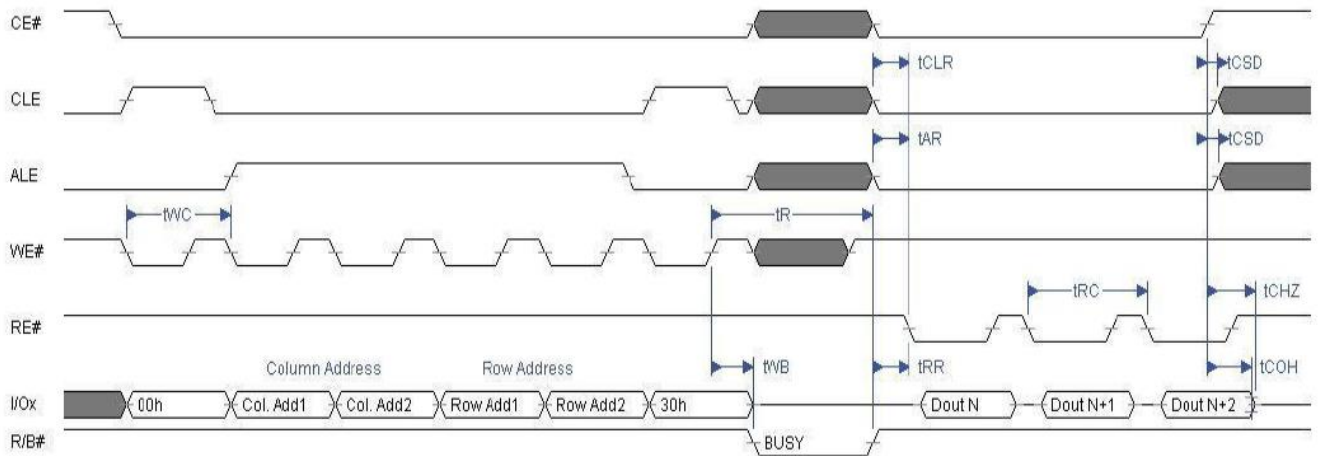 CE#
tCLR
tCSD
CLE
tAR
tCSD
ALE
tWC
tR
WE#
tRC
tCHZ
RE#
Column Address
Row Address
tWB
tRR
tCOH
I/Ox
00h
Col. Add1
Col. Add2
Row Add1
Row Add2
30h
Dout N
Dout N+1
Dout N+2
R/B#
BUSY